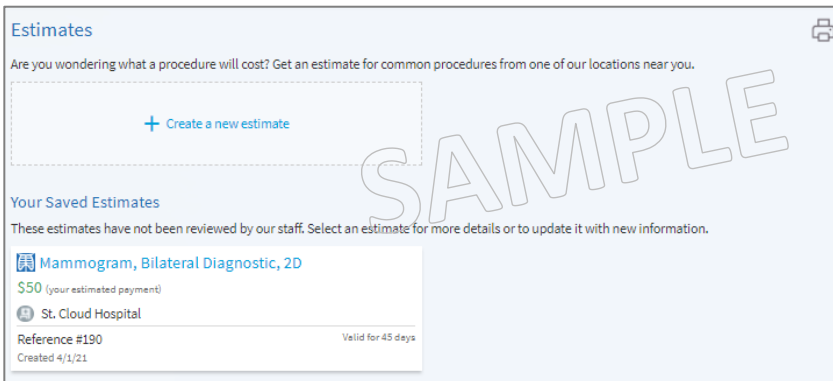 Estimates
Are you wondering what a procedure will cost? Get an estimate for common procedures from one of our locations near you.
+ Create a new estimate
SAMPLE
Your Saved Estimates
These estimates have not been reviewed by our staff. Select an estimate for more details or to update it with new information.
Mammogram, Bilateral Diagnostic, 2D
$50 (your estimated payment)
St. Cloud Hospital
Reference #190 Valid for 45 days
Created 4/1/21